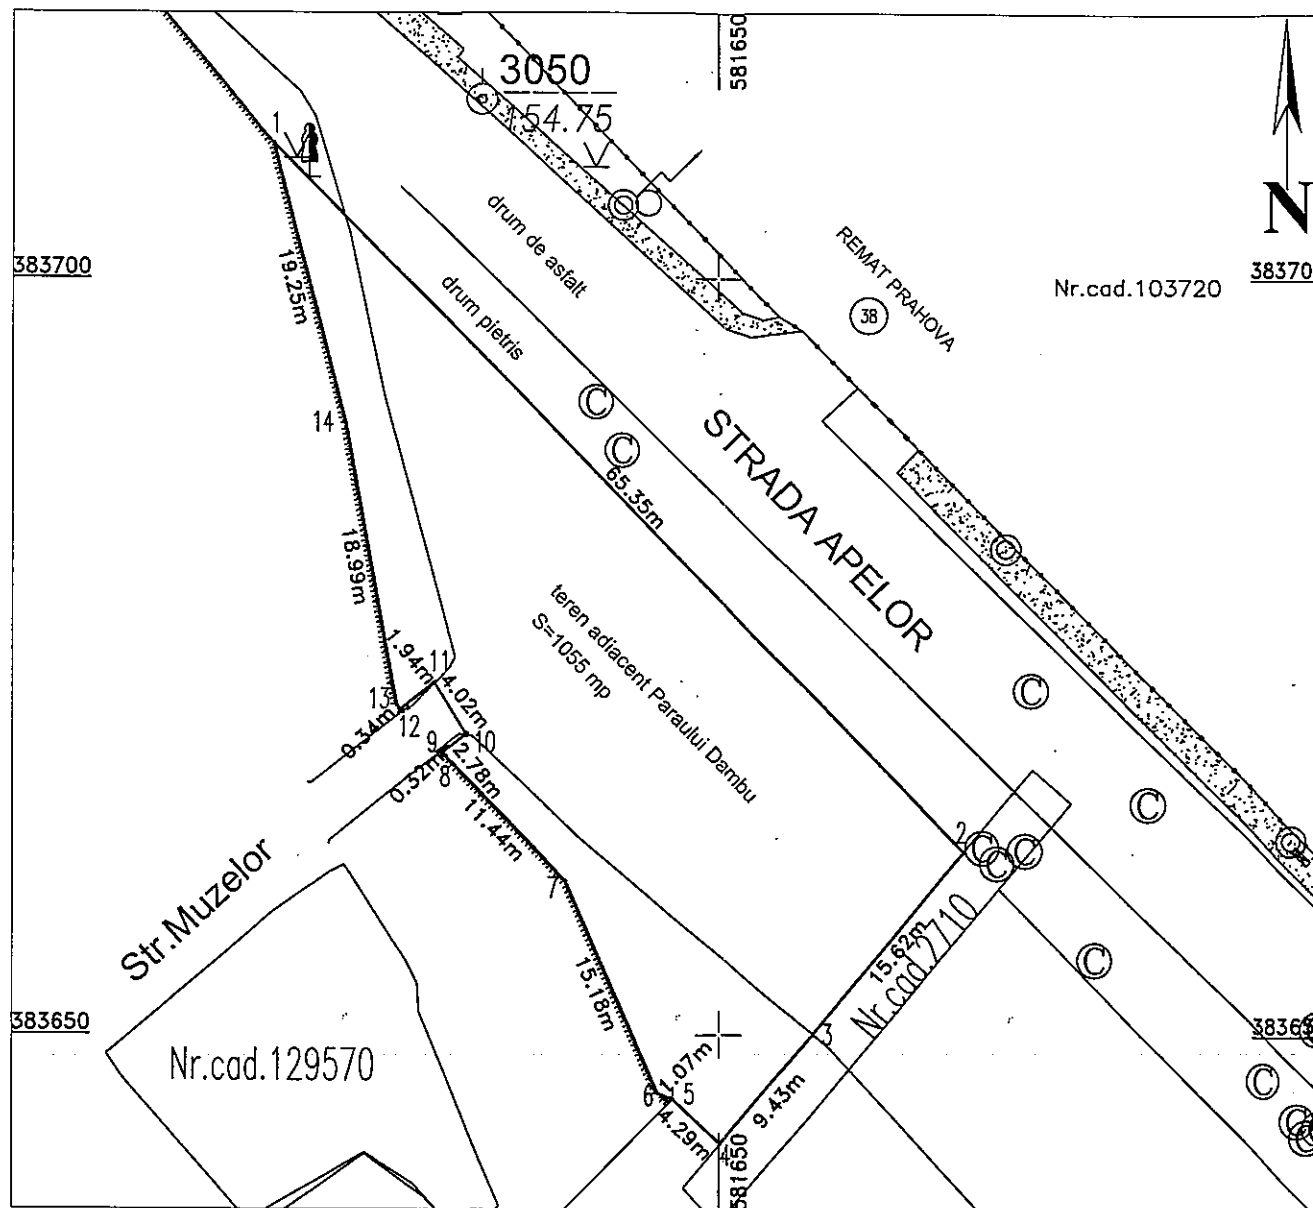 581650
3050
154.75
1
N
383700
38370
19.25m
drum de asfalt
drum pietris
REMAT PRAHOVA
38
Nr.cad.103720
14
C
C
65.35m
STRADA APELOR
18.99m
teren adiacent Paraului Dambu
S=1055 mp
1.94m
11
4.02m
13
12
0.34m
10
9
2.78m
0.52m
8
11.44m
C
C
2
C
C
C
7
Str.Muzelor
15.62m
Nr.cad.2710
C
15.18m
383650
3
Nr.cad.129570
1.07m
6
5
9.43m
4.29m
4
C
C
C
581650